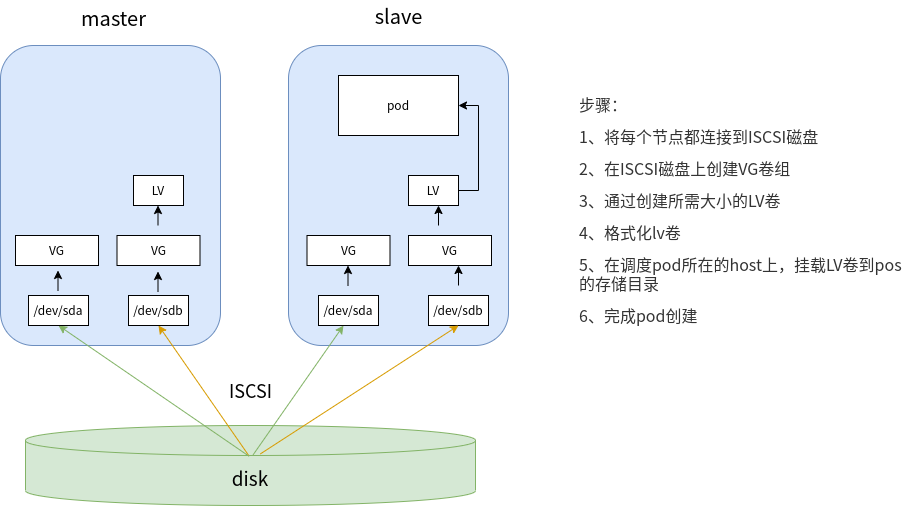 master
slave
pod
LV
LV
VG
VG
VG
VG
/dev/sda
/dev/sdb
/dev/sda
/dev/sdb
ISCSI
disk
步骤：
1、将每个节点都连接到ISCSI磁盘
2、在ISCSI磁盘上创建VG卷组
3、通过创建所需大小的LV卷
4、格式化lv卷
5、在调度pod所在的host上，挂载LV卷到pos
的存储目录
6、完成pod创建